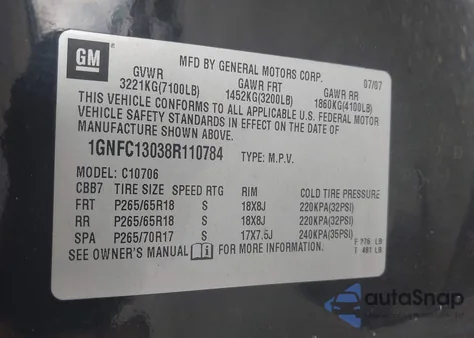 GM
MFD BY GENERAL MOTORS CORP. 07/07
GVWR GAWR FRT GAWR RR
3221KG(7100LB) 1452KG(3200LB) 1860KG(4100LB)
THIS VEHICLE CONFORMS TO ALL APPLICABLE U.S. FEDERAL MOTOR
VEHICLE SAFETY STANDARDS IN EFFECT ON THE DATE OF
MANUFACTURE SHOWN ABOVE.
1GNFC13038R110784 TYPE: M.P.V.
MODEL: C10706
CBB7 TIRE SIZE SPEED RTG RIM COLD TIRE PRESSURE
FRT P265/65R18 S 18X8J 220KPA(32PSI)
RR P265/65R18 S 18X8J 220KPA(32PSI)
SPA P265/70R17 S 17X7.5J 240KPA(35PSI)
SEE OWNER'S MANUAL i FOR MORE INFORMATION.
F 276 LB
T 481 LB
autoSnap